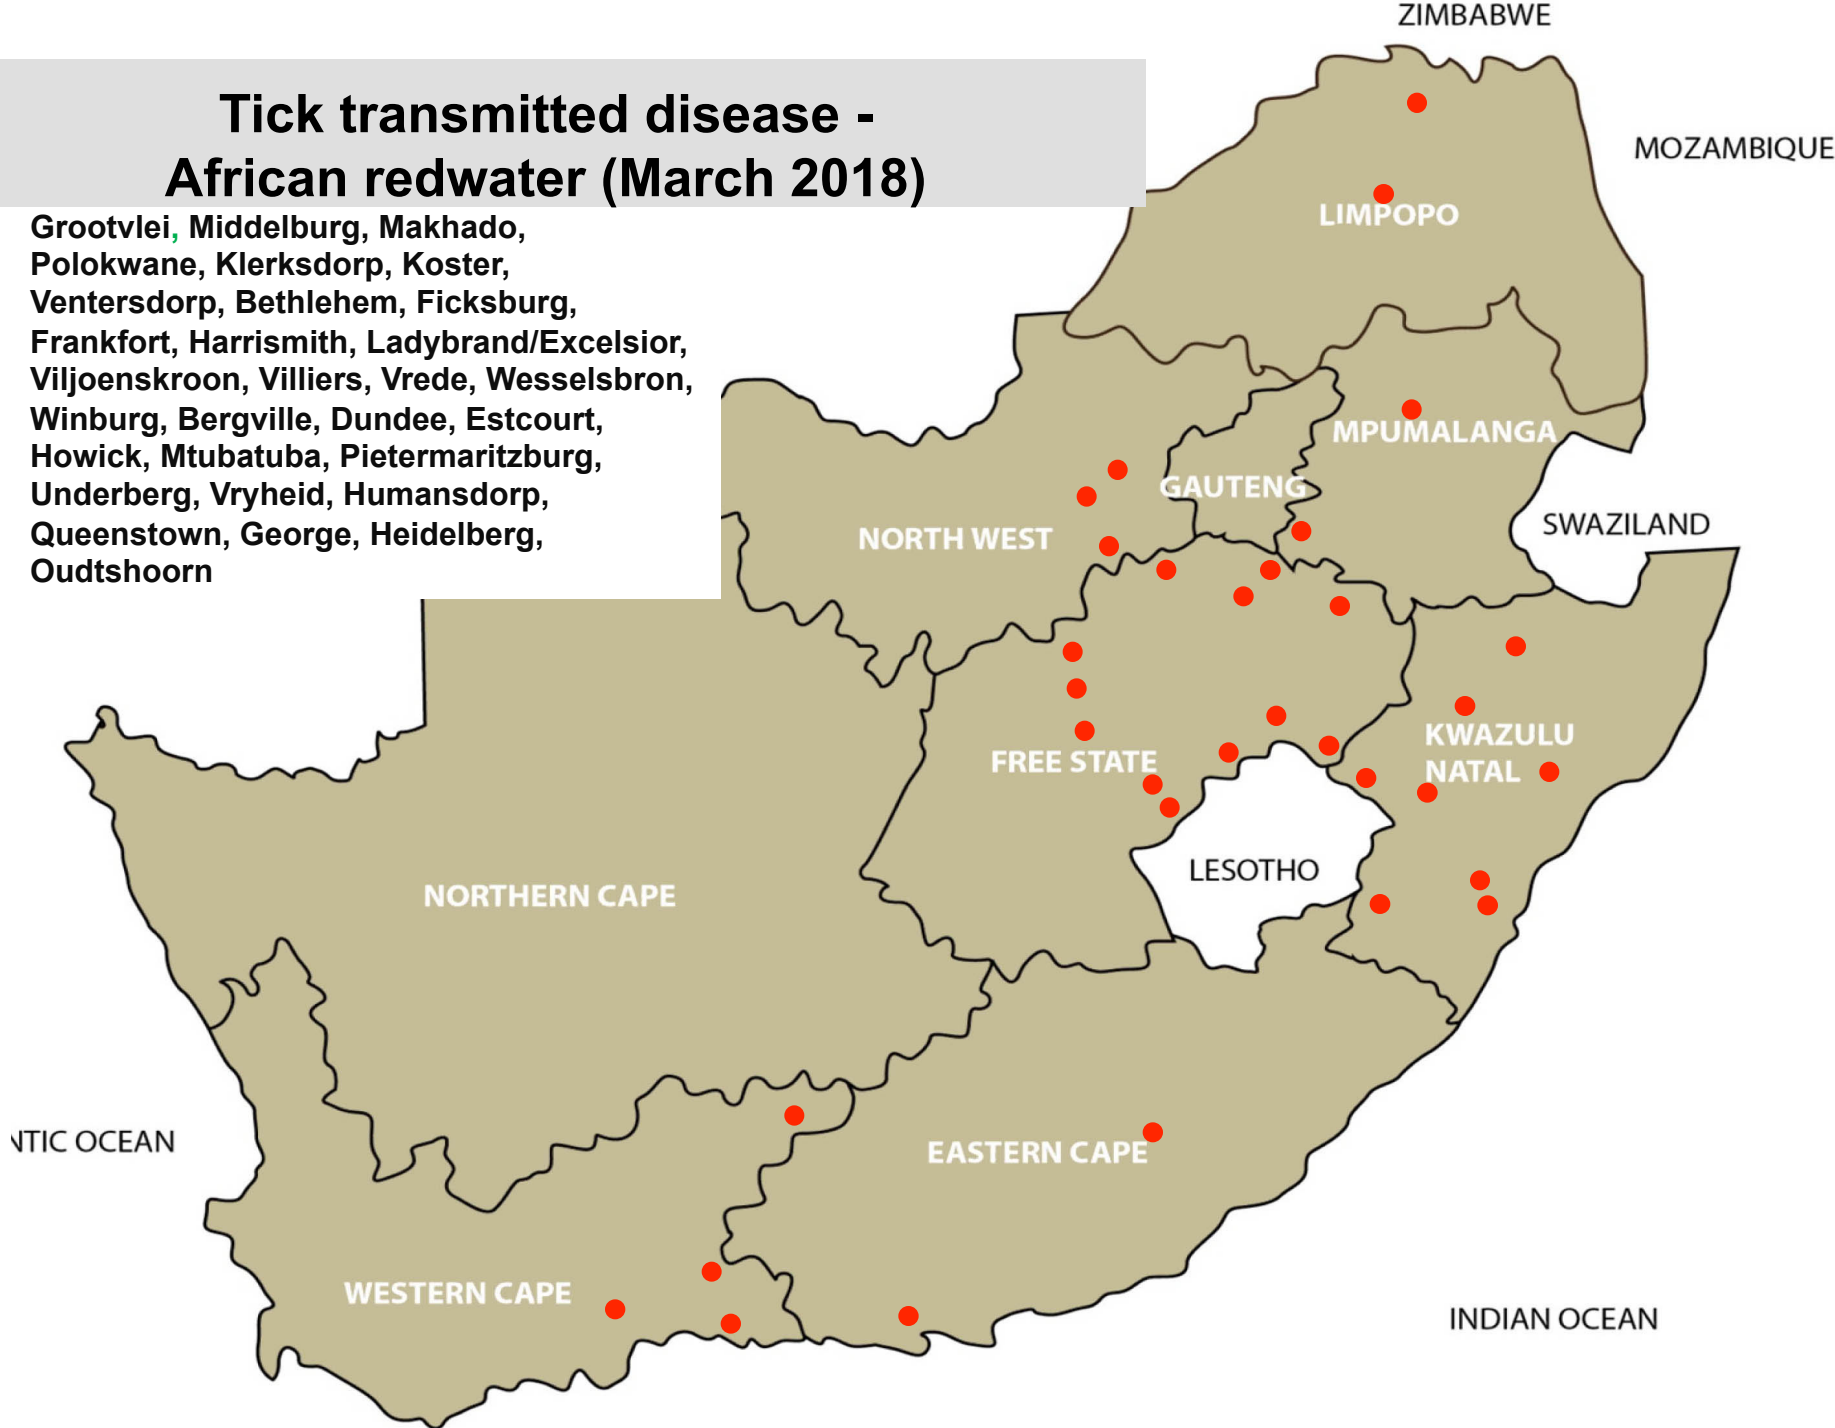 ZIMBABWE
Tick transmitted disease -
African redwater (March 2018)
MOZAMBIQUE
Grootvlei, Middelburg, Makhado,
Polokwane, Klerksdorp, Koster,
Ventersdorp, Bethlehem, Ficksburg,
Frankfort, Harrismith, Ladybrand/Excelsior,
Viljoenskroon, Villiers, Vrede, Wesselsbron,
Winburg, Bergville, Dundee, Estcourt,
Howick, Mtubatuba, Pietermaritzburg,
Underberg, Vryheid, Humansdorp,
Queenstown, George, Heidelberg,
Oudtshoorn
LIMPOPO
MPUMALANGA
GAUTENG
NORTH WEST
SWAZILAND
KWAZULU
NATAL
FREE STATE
LESOTHO
NORTHERN CAPE
NTIC OCEAN
EASTERN CAPE
WESTERN CAPE
INDIAN OCEAN